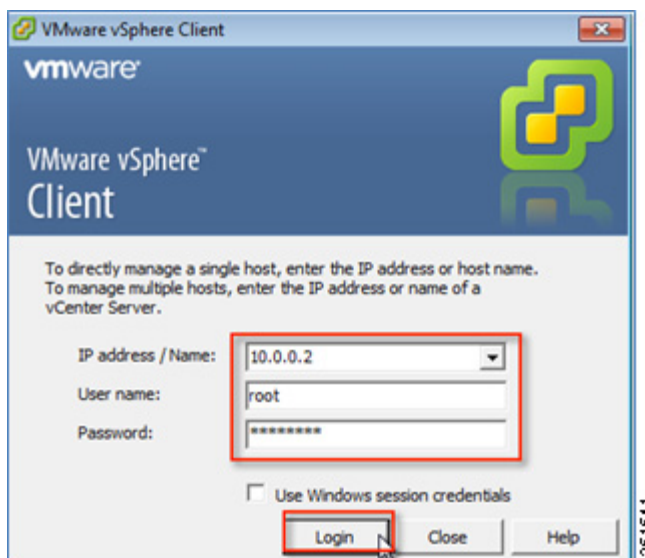 VMware vSphere Client
vmware
VMware vSphere™
Client
To directly manage a single host, enter the IP address or host name.
To manage multiple hosts, enter the IP address or name of a
vCenter Server.
IP address / Name: 10.0.0.2
User name: root
Password: ********
Use Windows session credentials
Login Close Help